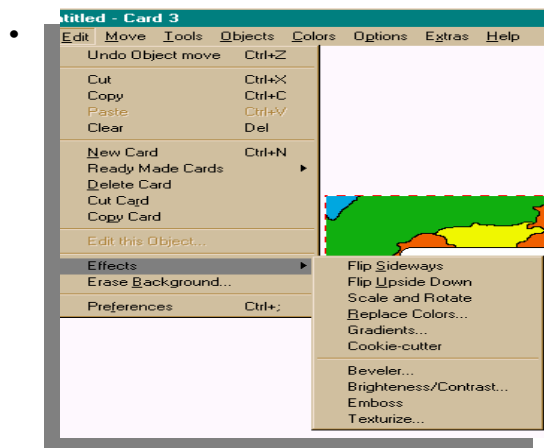 ntitled - Card 3
Edit Move Tools Objects Colors Options Extras Help
Undo Object move Ctrl+Z
Cut Ctrl+X
Copy Ctrl+C
Paste Ctrl+V
Clear Del
New Card Ctrl+N
Ready Made Cards
Delete Card
Cut Card
Copy Card
Edit this Object...
Effects
Erase Background...
Preferences Ctrl+;
Flip Sideways
Flip Upside Down
Scale and Rotate
Replace Colors...
Gradients...
Cookie-cutter
Beveler...
Brighteness/Contrast...
Emboss
Texturize...